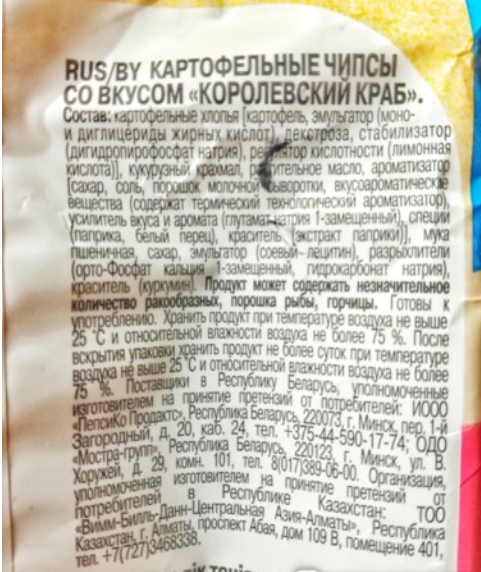 RUS/BY КАРТОФЕЛЬНЫЕ ЧИПСЫ
СО ВКУСОМ «КОРОЛЕВСКИЙ КРАБ».
Состав: картофельные хлопья [картофель, эмульгатор (моно-
и диглицериды жирных кислот), декстроза, стабилизатор
(дигидропирофосфат натрия), регулятор кислотности (лимонная
кислота)], кукурузный крахмал, растительное масло, ароматизатор
[сахар, соль, порошок молочной сыворотки, вкусоароматические
вещества (содержат термический технологический ароматизатор),
усилитель вкуса и аромата (глутамат натрия 1-замещенный), специи
(паприка, белый перец), краситель (экстракт паприки)], мука
пшеничная, сахар, эмульгатор (соевый лецитин), разрыхлители
(орто-Фосфат кальция 1-замещенный, гидрокарбонат натрия),
краситель (куркумин). Продукт может содержать незначительное
количество ракообразных, порошка рыбы, горчицы. Готовы к
употреблению. Хранить продукт при температуре воздуха не выше
25 °С и относительной влажности воздуха не более 75 %. После
вскрытия упаковки хранить продукт не более суток при температуре
воздуха не выше 25 °С и относительной влажности воздуха не более
75 %. Поставщики в Республику Беларусь, уполномоченные
изготовителем на принятие претензий от потребителей: ИООО
«ПепсиКо Продактс», Республика Беларусь, 220073, г. Минск, пер. 1-й
Загородный, д. 20, каб. 24, тел. +375-44-590-17-74; ОДО
«Мостра-групп», Республика Беларусь, 220123, г. Минск, ул. В.
Хоружей, д. 29, комн. 101, тел. 8(017)389-06-00. Организация,
уполномоченная изготовителем на принятие претензий от
потребителей в Республике Казахстан: ТОО
«Вимм-Билль-Данн-Центральная Азия-Алматы», Республика
Казахстан, г. Алматы, проспект Абая, дом 109 В, помещение 401,
тел. +7(727)3468338.